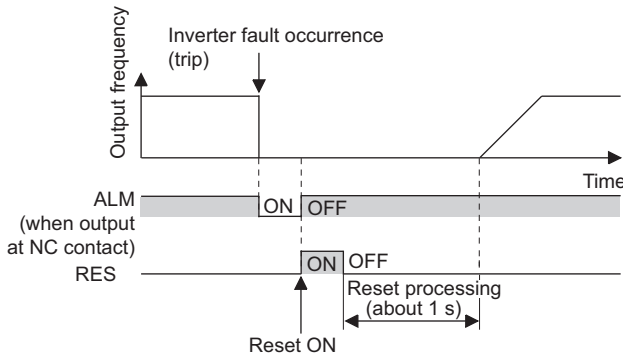 Inverter fault occurrence
(trip)
Output frequency
Time
ALM
(when output
at NC contact)
ON
OFF
RES
ON
OFF
Reset processing
(about 1 s)
Reset ON